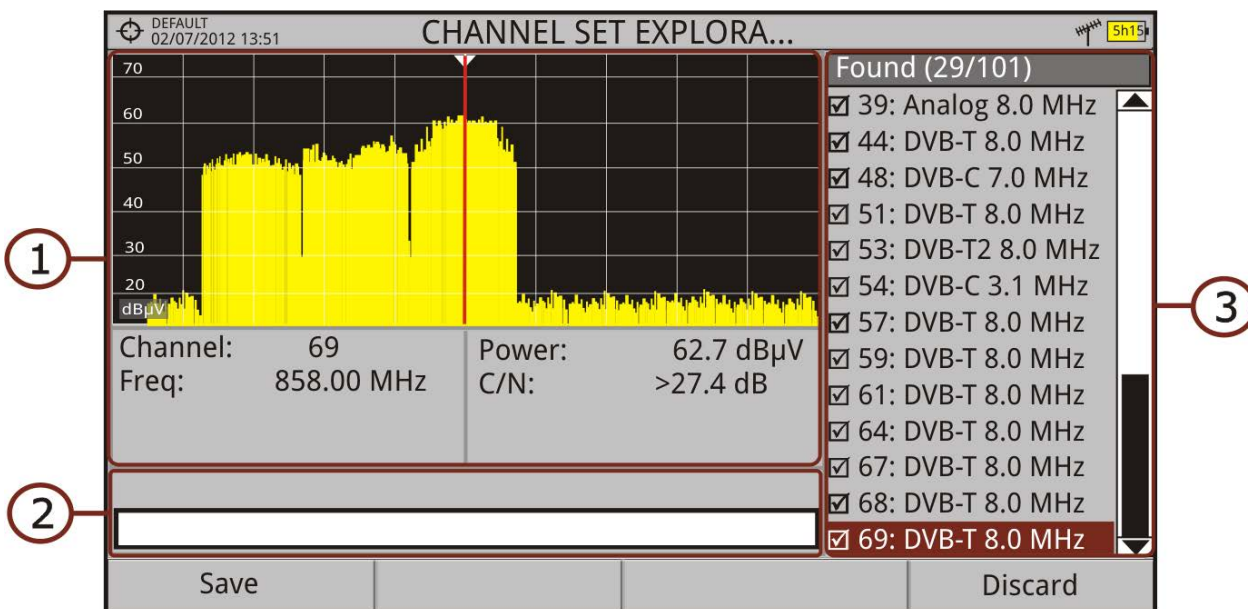 DEFAULT
02/07/2012 13:51
CHANNEL SET EXPLORA...
5h15
70
60
50
40
30
20
dBµV
Channel: 69
Freq: 858.00 MHz
Power: 62.7 dBµV
C/N: >27.4 dB
Found (29/101)
39: Analog 8.0 MHz
44: DVB-T 8.0 MHz
48: DVB-C 7.0 MHz
51: DVB-T 8.0 MHz
53: DVB-T2 8.0 MHz
54: DVB-C 3.1 MHz
57: DVB-T 8.0 MHz
59: DVB-T 8.0 MHz
61: DVB-T 8.0 MHz
64: DVB-T 8.0 MHz
67: DVB-T 8.0 MHz
68: DVB-T 8.0 MHz
69: DVB-T 8.0 MHz
Save
Discard
1
2
3